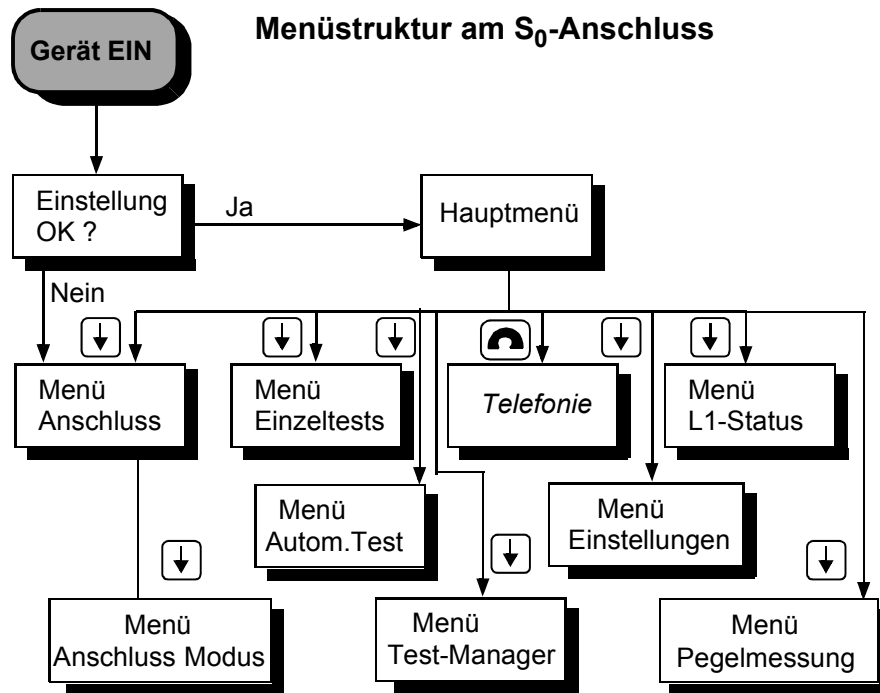 Menüstruktur am S0-Anschluss
Gerät EIN
Einstellung
OK ?
Ja
Hauptmenü
Nein
Menü
Anschluss
Menü
Einzeltests
Telefonie
Menü
L1-Status
Menü
Autom.Test
Menü
Einstellungen
Menü
Anschluss Modus
Menü
Test-Manager
Menü
Pegelmessung